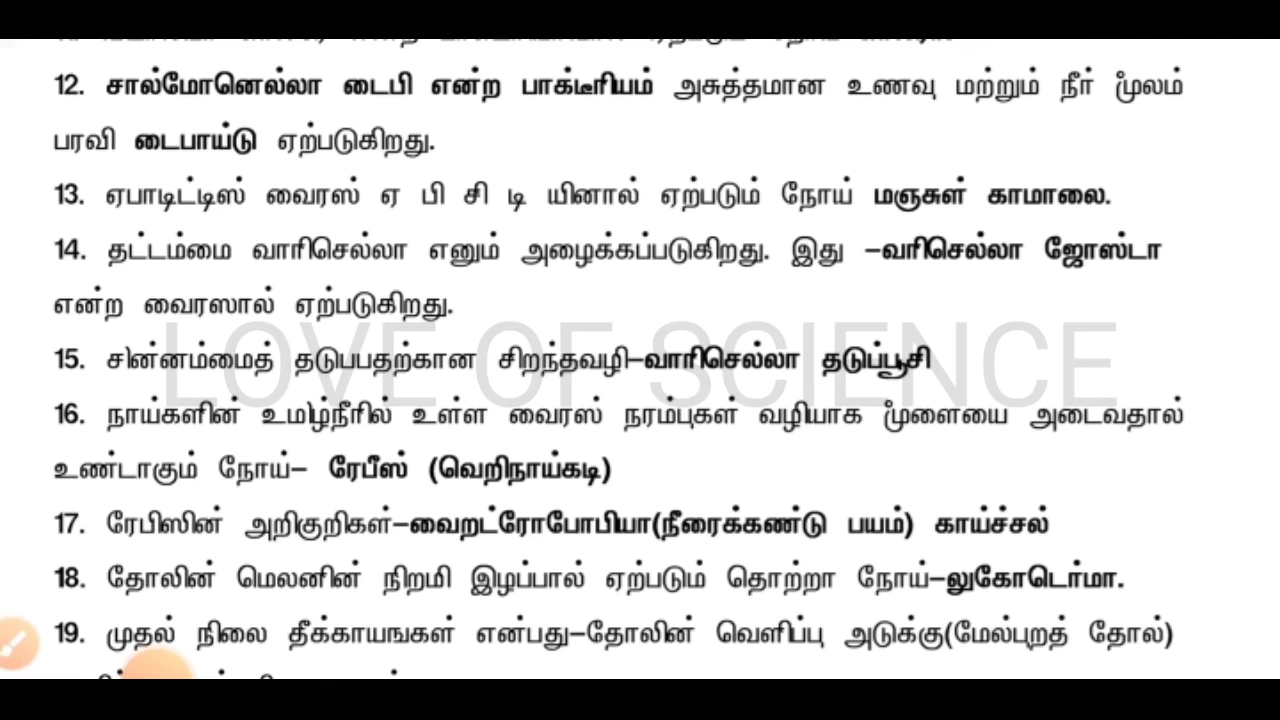 12. சால்மோனெல்லா டைபி என்ற பாக்டீரியம் அசுத்தமான உணவு மற்றும் நீர் மூலம்
பரவி டைபாய்டு ஏற்படுகிறது.
13. ஏபாடிட்டிஸ் வைரஸ் ஏ பி சி டி யினால் ஏற்படும் நோய் மஞ்சுள் காமாலை.
14. தட்டம்மை வாரிசெல்லா எனும் அழைக்கப்படுகிறது. இது –வரிசெல்லா ஜோஸ்டா
என்ற வைரஸால் ஏற்படுகிறது.
LOVE OF SCIENCE
15. சின்னம்மைத் தடுபபதற்கான சிறந்தவழி–வாரிசெல்லா தடுப்பூசி
16. நாய்களின் உமிழ்நீரில் உள்ள வைரஸ் நரம்புகள் வழியாக மூளையை அடைவதால்
உண்டாகும் நோய்– ரேபீஸ் (வெறிநாய்கடி)
17. ரேபிஸின் அறிகுறிகள்–வைறட்ரோபோபியா(நீரைக்கண்டு பயம்) காய்ச்சல்
18. தோலின் மெலனின் நிறமி இழப்பால் ஏற்படும் தொற்றா நோய்–லுகோடெர்மா.
19. முதல் நிலை தீக்காயஙகள் என்பது–தோலின் வெளிப்பு அடுக்கு(மேல்புறத் தோல்)